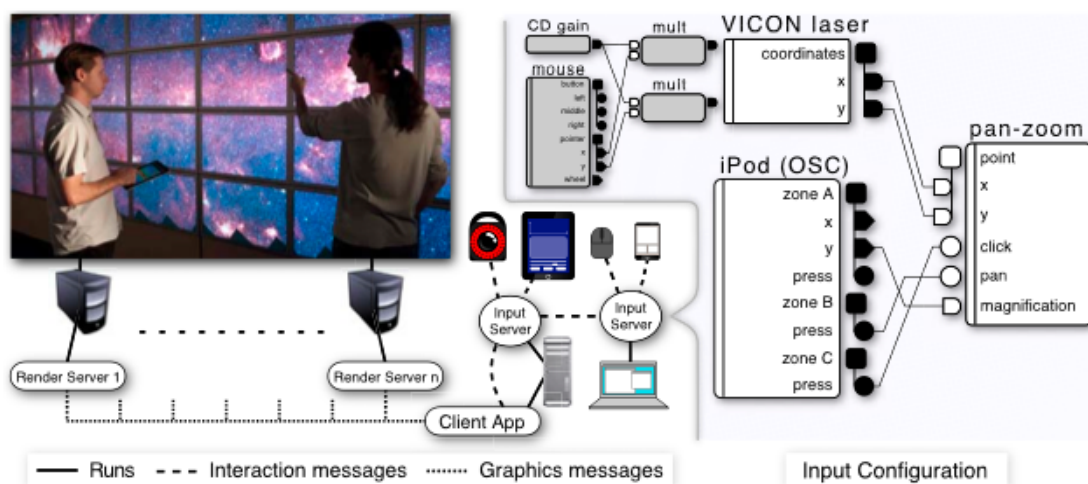 CD gain
mult
VICON laser
coordinates
x
y
mouse
button
left
middle
right
pointer
x
y
wheel
mult
pan-zoom
point
x
y
click
pan
magnification
iPod (OSC)
zone A
x
y
press
zone B
press
zone C
press
Input Server
Input Server
Render Server 1
Render Server n
Client App
Runs
Interaction messages
Graphics messages
Input Configuration